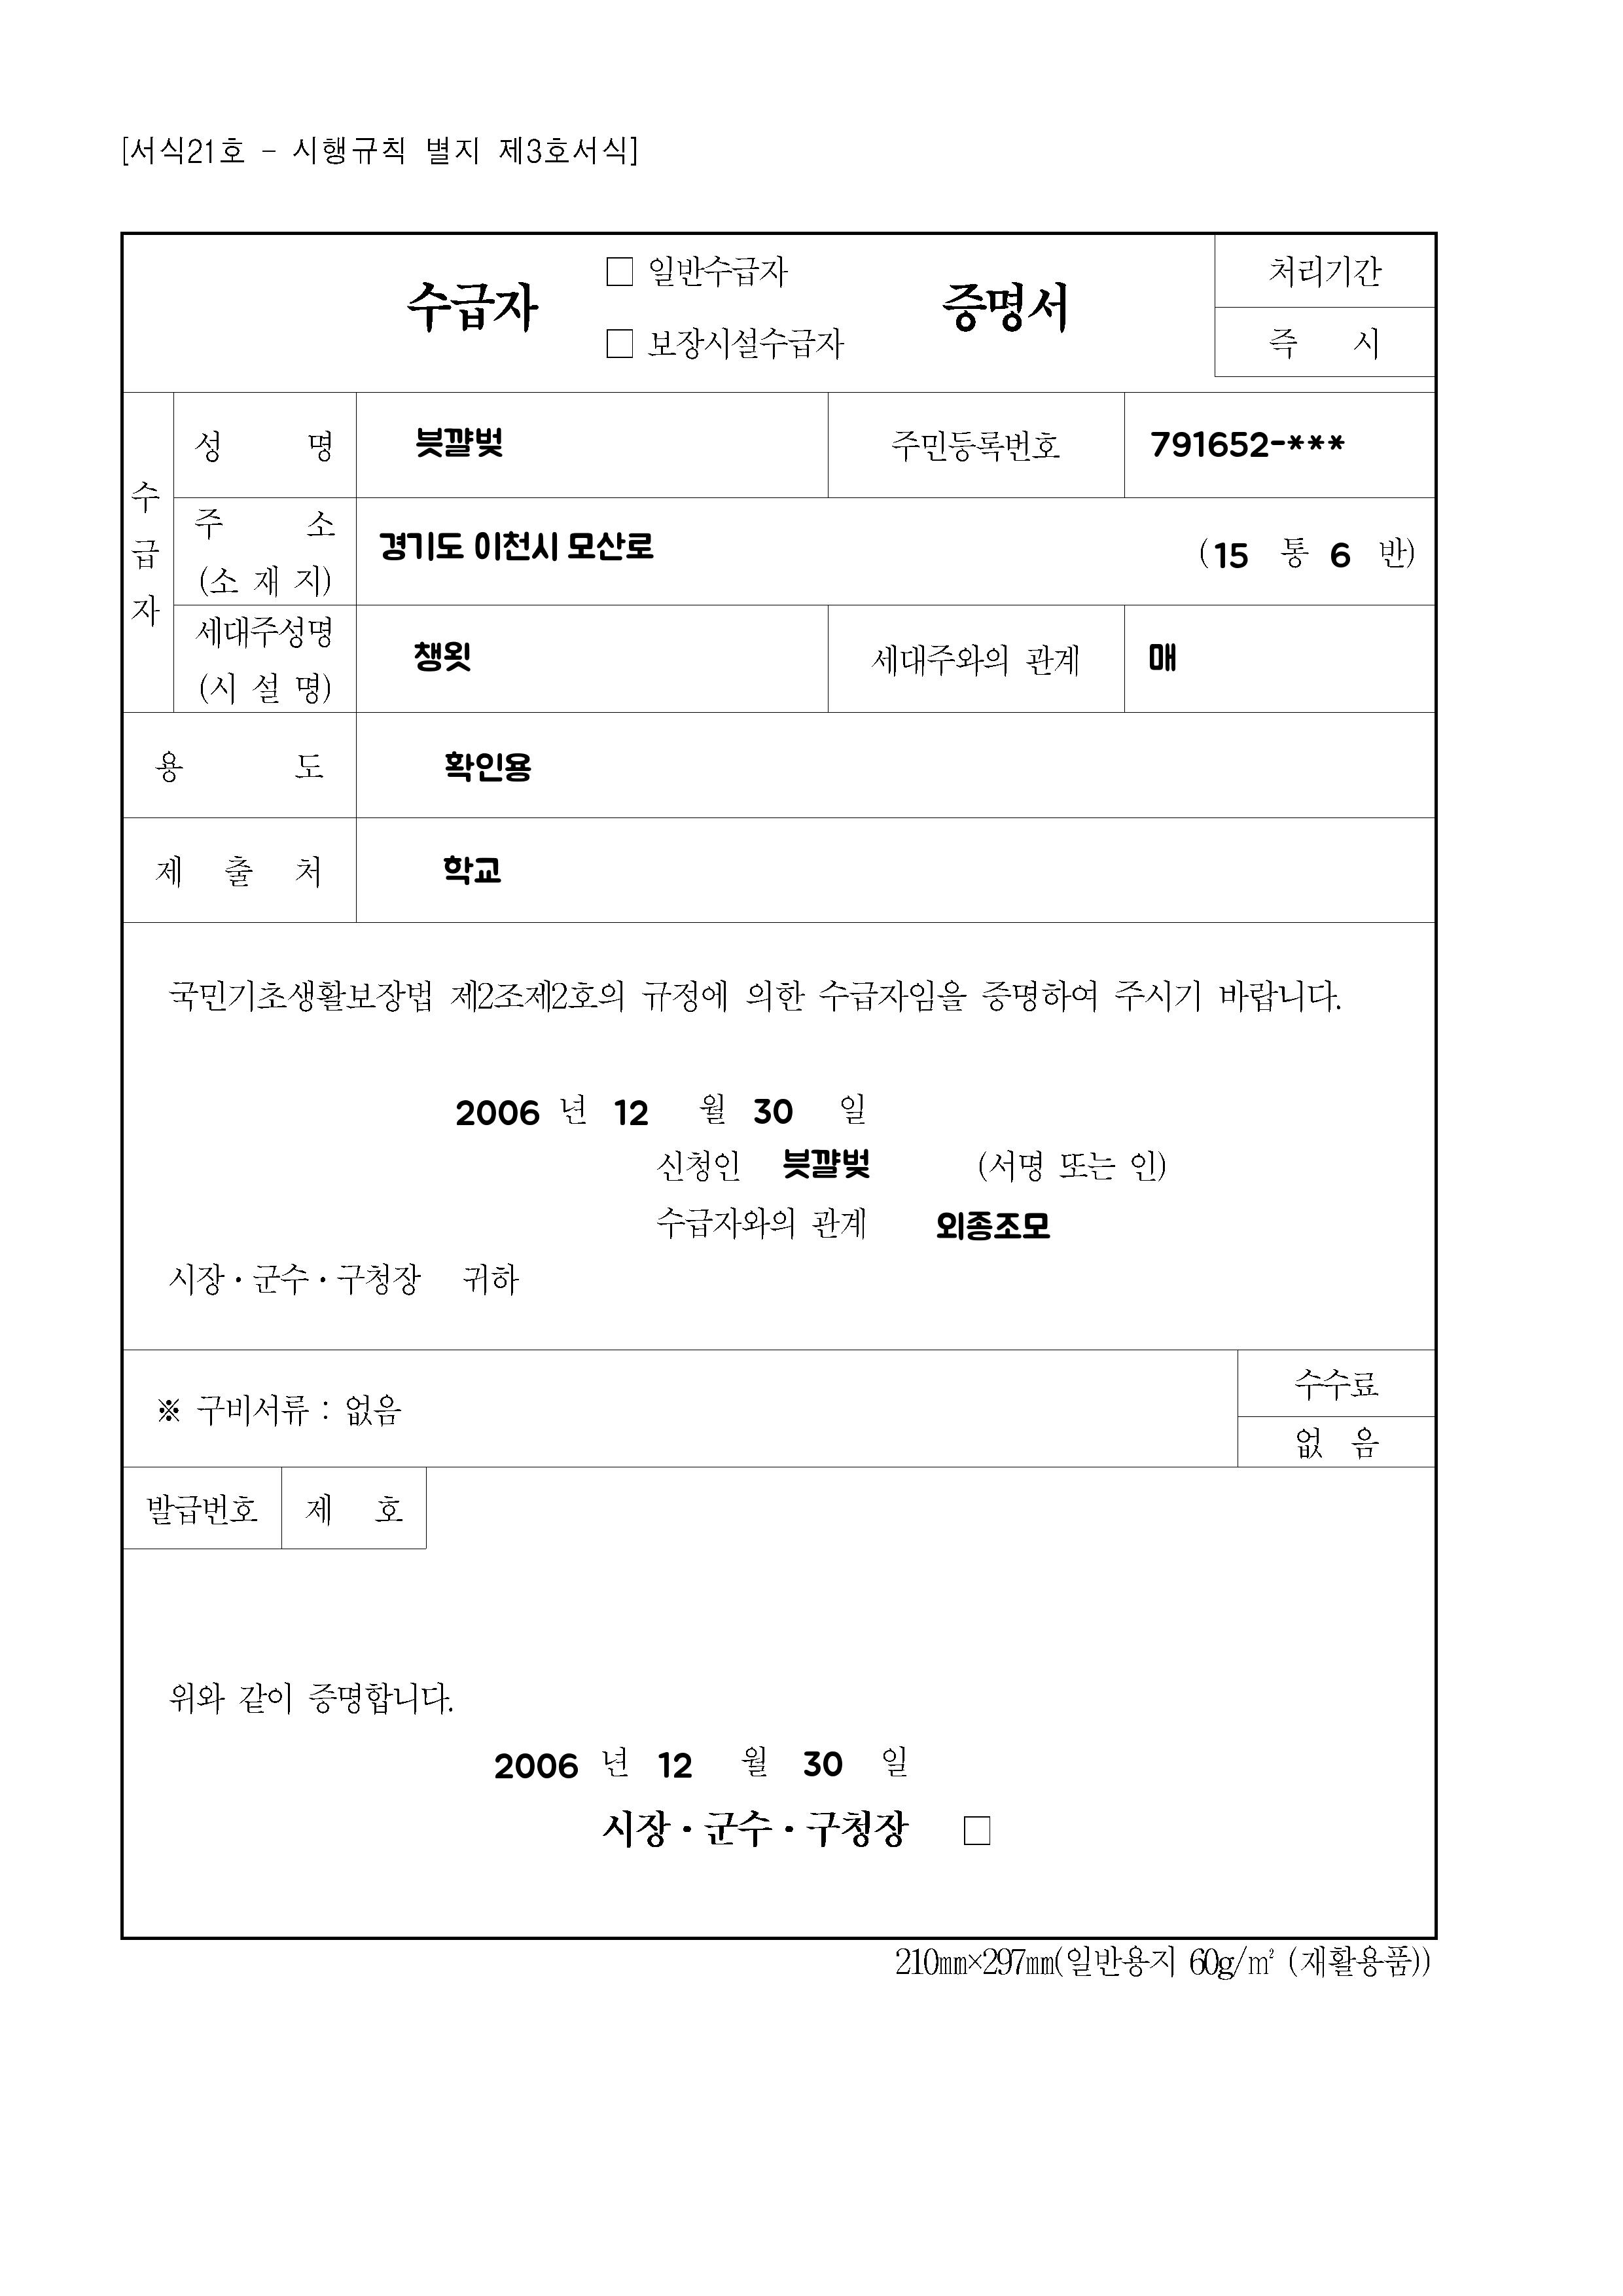 [서식21호 - 시행규칙 별지 제3호서식]
수급자 □ 일반수급자 □ 보장시설수급자 증명서
처리기간
즉 시
수급자
성 명 븟꺌벚 주민등록번호 791652-***
주 소 (소 재 지) 경기도 이천시 모산로 (15 통 6 반)
세대주성명 (시 설 명) 챙욋 세대주와의 관계 매
용 도 확인용
제 출 처 학교
국민기초생활보장법 제2조제2호의 규정에 의한 수급자임을 증명하여 주시기 바랍니다.
2006 년 12 월 30 일
신청인 븟꺌벚 (서명 또는 인)
수급자와의 관계 외종조모
시장·군수·구청장 귀하
※ 구비서류 : 없음
수수료
없 음
발급번호 제 호
위와 같이 증명합니다.
2006 년 12 월 30 일
시장·군수·구청장 □
210㎜×297㎜(일반용지 60g/㎡ (재활용품))